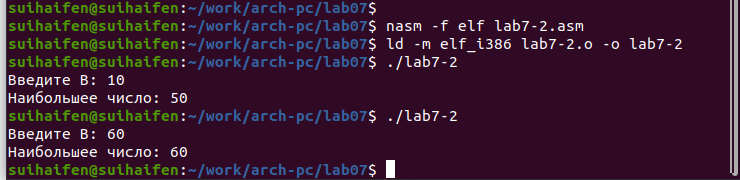 suihaifen@suihaifen:~/work/arch-pc/lab07$
suihaifen@suihaifen:~/work/arch-pc/lab07$ nasm -f elf lab7-2.asm
suihaifen@suihaifen:~/work/arch-pc/lab07$ ld -m elf_i386 lab7-2.o -o lab7-2
suihaifen@suihaifen:~/work/arch-pc/lab07$ ./lab7-2
Введите B: 10
Наибольшее число: 50
suihaifen@suihaifen:~/work/arch-pc/lab07$ ./lab7-2
Введите B: 60
Наибольшее число: 60
suihaifen@suihaifen:~/work/arch-pc/lab07$